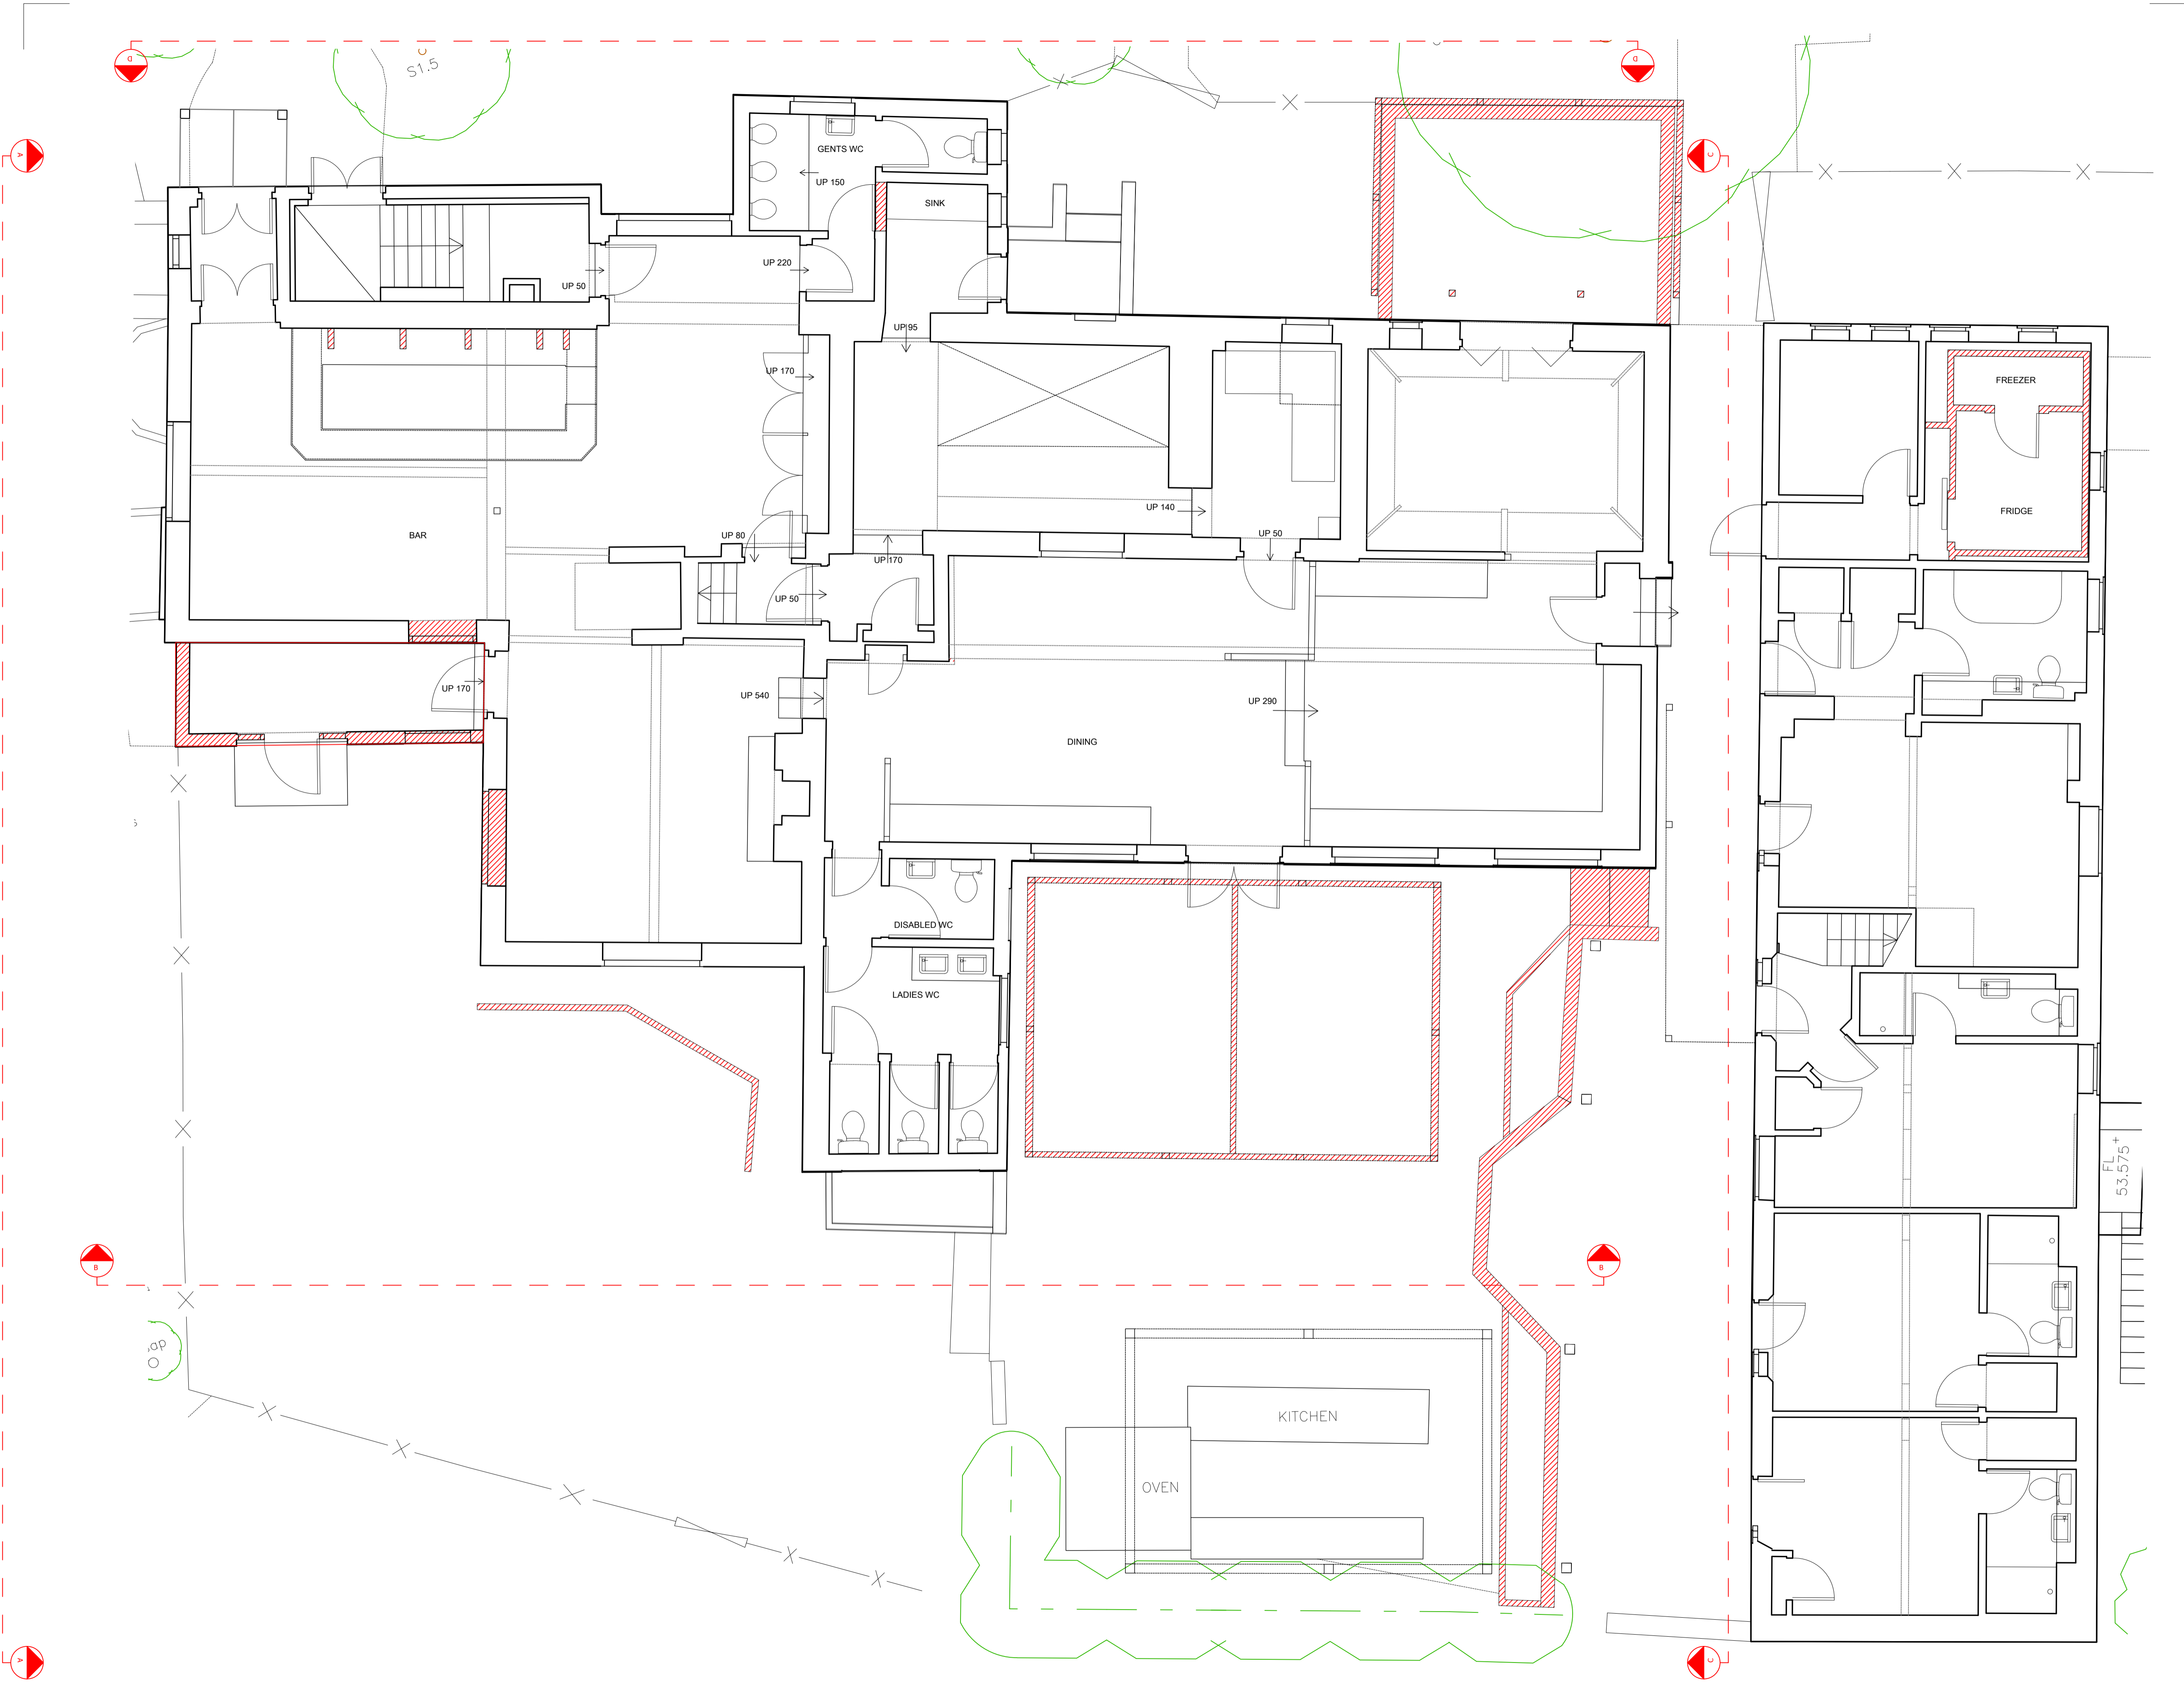 D
D
S1.5
A
C
GENTS WC
UP 150
SINK
UP 220
UP 50
UP 95
UP 170
FREEZER
FRIDGE
BAR
UP 80
UP 140
UP 50
UP 170
UP 50
UP 170
UP 540
UP 290
DINING
DISABLED WC
LADIES WC
FL
53.575
+
B
B
KITCHEN
OVEN
A
C